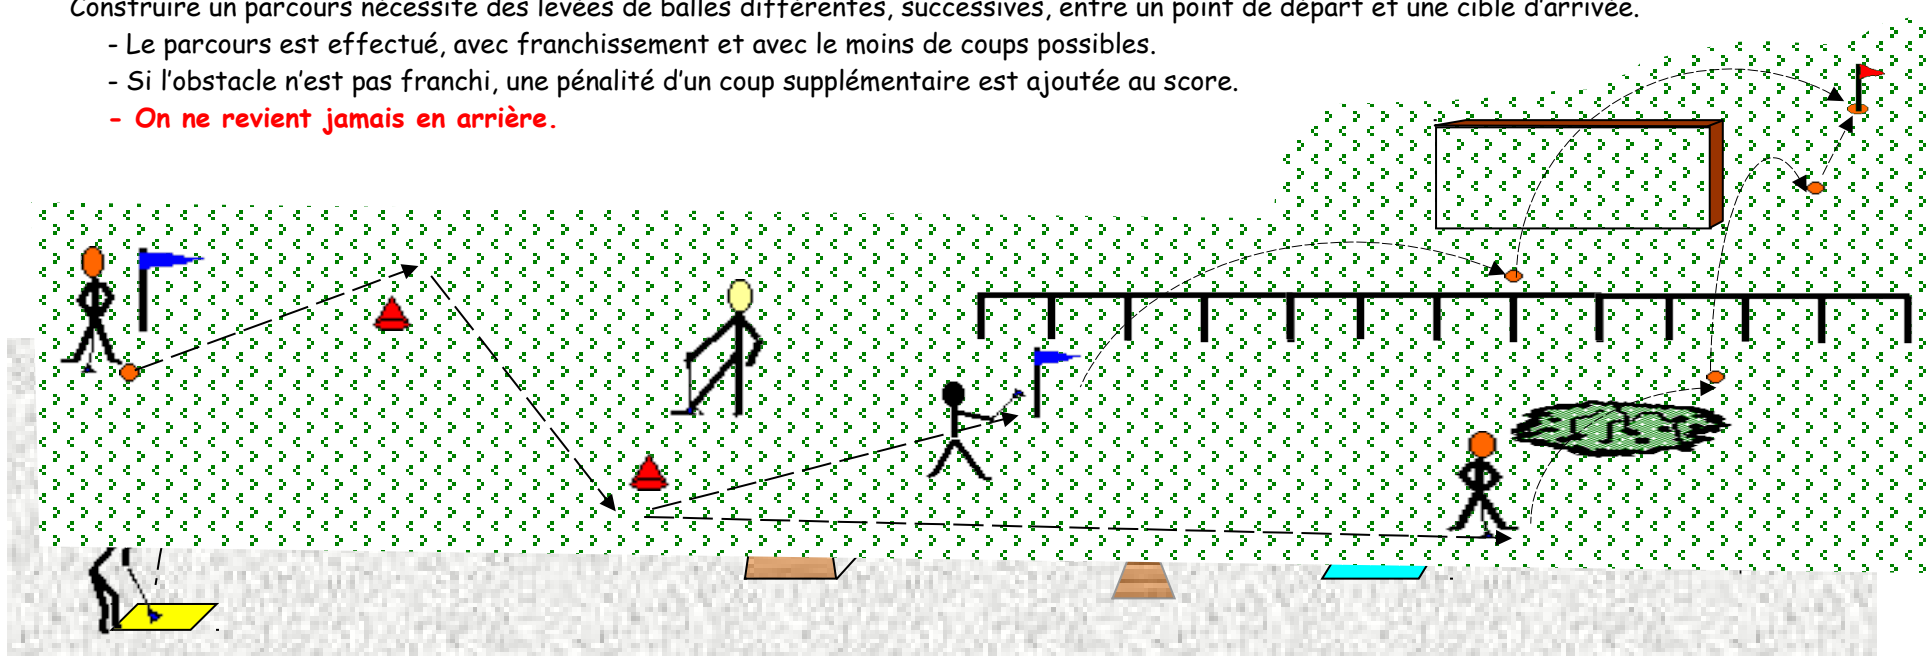 Construire un parcours nécessite des levées de balles différentes, successives, entre un point de départ et une cible d'arrivée.
- Le parcours est effectué, avec franchissement et avec le moins de coups possibles.
- Si l'obstacle n'est pas franchi, une pénalité d'un coup supplémentaire est ajoutée au score.
- On ne revient jamais en arrière.